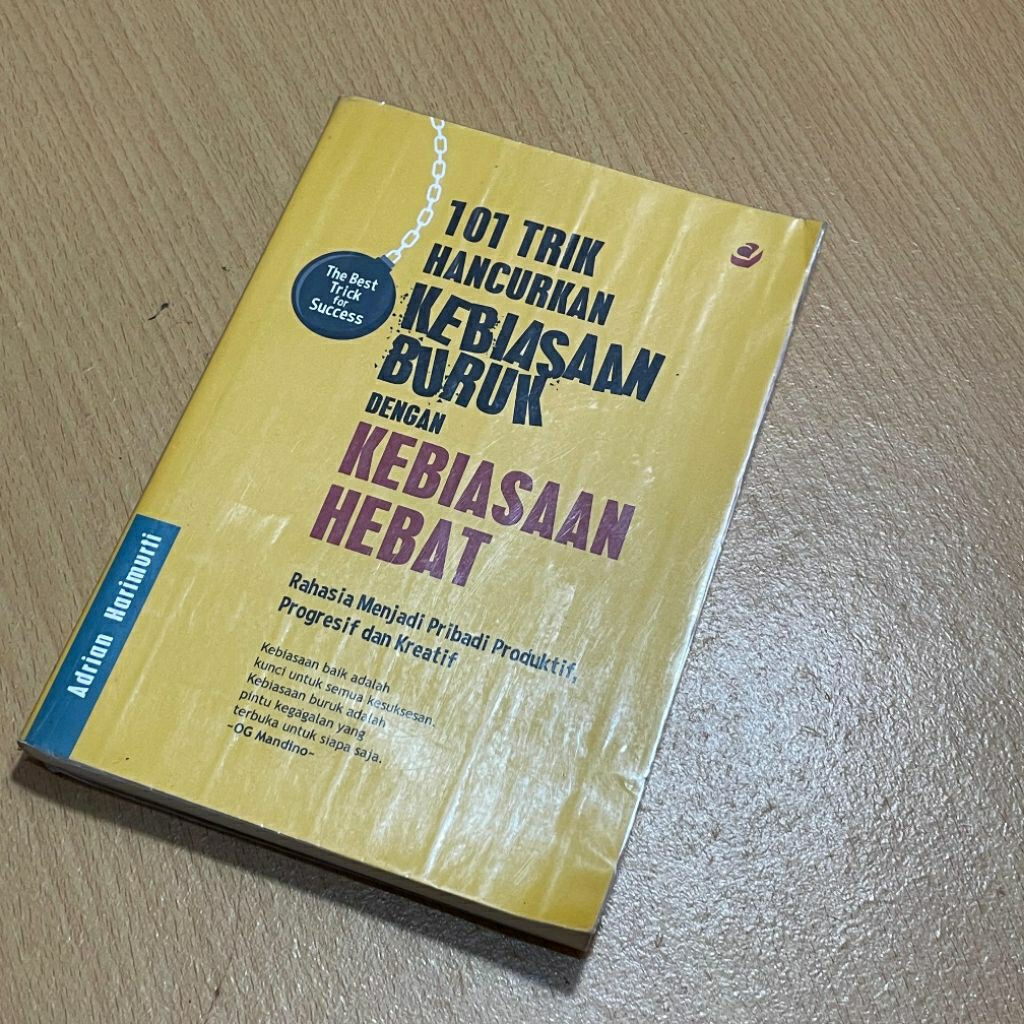 The Best
Trick
for
Success
101 TRIK
HANCURKAN
KEBIASAAN
BURUK
DENGAN
KEBIASAAN
HEBAT
Rahasia Menjadi Pribadi Produktif,
Progresif dan Kreatif
Kebiasaan baik adalah
kunci untuk semua kesuksesan.
Kebiasaan buruk adalah
pintu kegagalan yang
terbuka untuk siapa saja.
-OG Mandino-
Adrian Harimurti